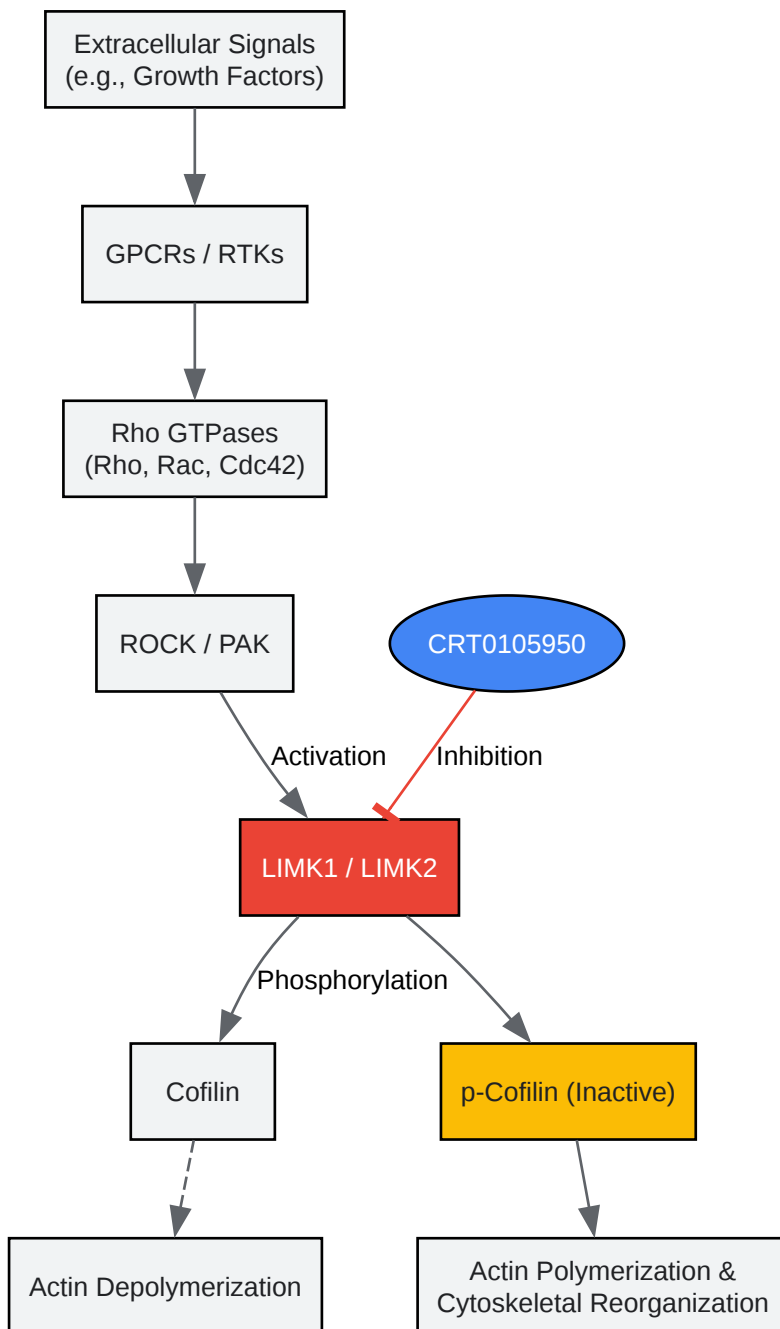 Extracellular Signals
(e.g., Growth Factors)
GPCRs / RTKs
Rho GTPases
(Rho, Rac, Cdc42)
ROCK / PAK
CRT0105950
Activation
Inhibition
LIMK1 / LIMK2
Phosphorylation
Cofilin
p-Cofilin (Inactive)
Actin Depolymerization
Actin Polymerization &
Cytoskeletal Reorganization